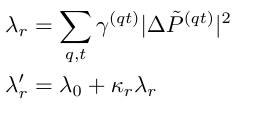 λ_r = ∑_{q,t} γ^{(qt)} |ΔP̃^{(qt)}|²
λ′_r = λ_0 + κ_r λ_r